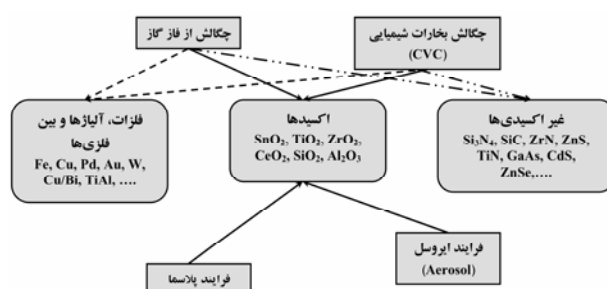 چگالش از فاز گاز
چگالش بخارات شیمیایی
(CVC)
فلزات، آلیاژها و بین
فلزی‌ها
Fe, Cu, Pd, Au, W,
Cu/Bi, TiAl, ....
اکسیدها
SnO₂, TiO₂, ZrO₂,
CeO₂, SiO₂, Al₂O₃
غیر اکسیدی‌ها
Si₃N₄, SiC, ZrN, ZnS,
TiN, GaAs, CdS,
ZnSe,....
فرایند پلاسما
فرایند ایروسل
(Aerosol)